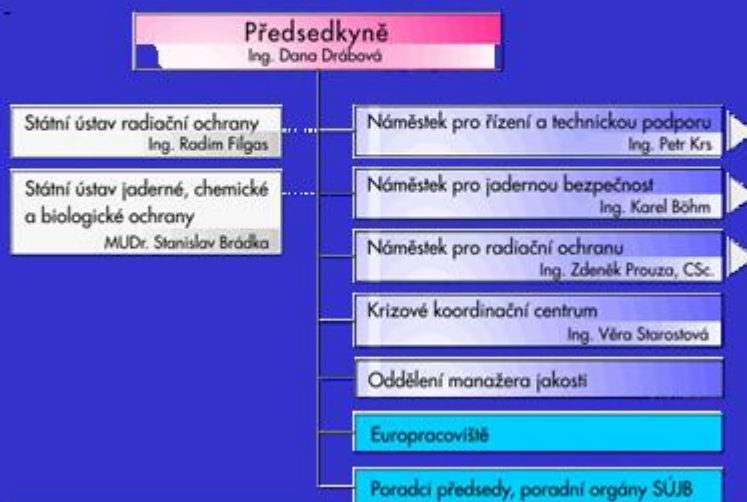 Předsedkyně
Ing. Dana Drábová
Státní ústav radiační ochrany
Ing. Radim Filgas
Státní ústav jaderné, chemické
a biologické ochrany
MUDr. Stanislav Brádka
Náměstek pro řízení a technickou podporu
Ing. Petr Krs
Náměstek pro jadernou bezpečnost
Ing. Karel Böhm
Náměstek pro radiační ochranu
Ing. Zdeněk Prouza, CSc.
Krizové koordinační centrum
Ing. Věra Starostová
Oddělení manažera jakosti
Europracoviště
Poradci předsedy, poradní orgány SÚJB